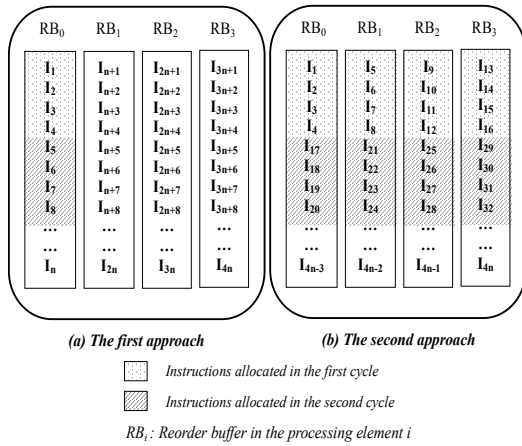 RB0 RB1 RB2 RB3 RB0 RB1 RB2 RB3
I1 In+1 I2n+1 I3n+1 I1 I5 I9 I13
I2 In+2 I2n+2 I3n+2 I2 I6 I10 I14
I3 In+3 I2n+3 I3n+3 I3 I7 I11 I15
I4 In+4 I2n+4 I3n+4 I4 I8 I12 I16
I5 In+5 I2n+5 I3n+5 I17 I21 I25 I29
I6 In+6 I2n+6 I3n+6 I18 I22 I26 I30
I7 In+7 I2n+7 I3n+7 I19 I23 I27 I31
I8 In+8 I2n+8 I3n+8 I20 I24 I28 I32
... ... ... ... ... ... ... ...
... ... ... ... ... ... ... ...
In I2n I3n I4n I4n-3 I4n-2 I4n-1 I4n
(a) The first approach (b) The second approach
Instructions allocated in the first cycle
Instructions allocated in the second cycle
RBi : Reorder buffer in the processing element i